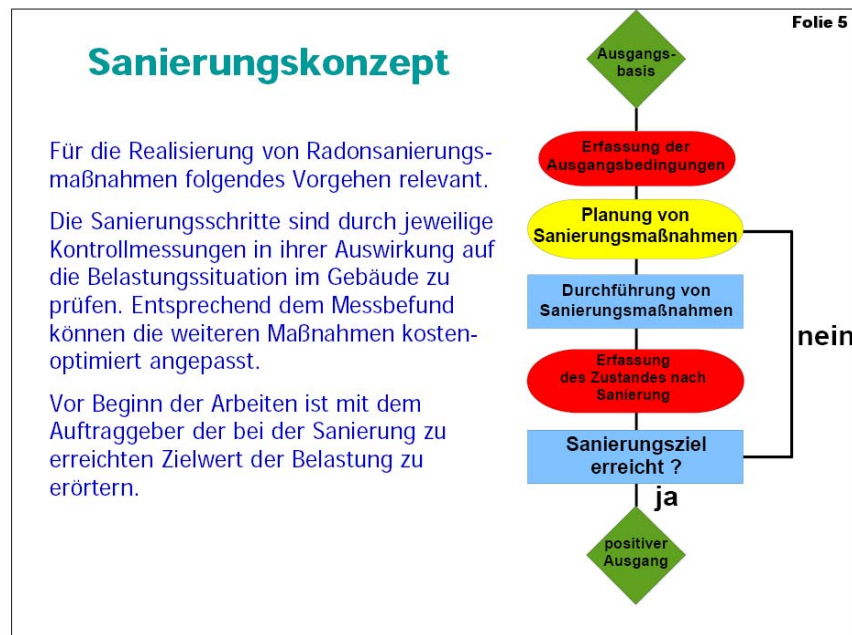 Folie 5
Sanierungskonzept
Für die Realisierung von Radonsanierungs-
maßnahmen folgendes Vorgehen relevant.
Die Sanierungsschritte sind durch jeweilige
Kontrollmessungen in ihrer Auswirkung auf
die Belastungssituation im Gebäude zu
prüfen. Entsprechend dem Messbefund
können die weiteren Maßnahmen kosten-
optimiert angepasst.
Vor Beginn der Arbeiten ist mit dem
Auftraggeber der bei der Sanierung zu
erreichten Zielwert der Belastung zu
erörtern.
Ausgangs-
basis
Erfassung der
Ausgangsbedingungen
Planung von
Sanierungsmaßnahmen
Durchführung von
Sanierungsmaßnahmen
nein
Erfassung
des Zustandes nach
Sanierung
Sanierungsziel
erreicht ?
ja
positiver
Ausgang